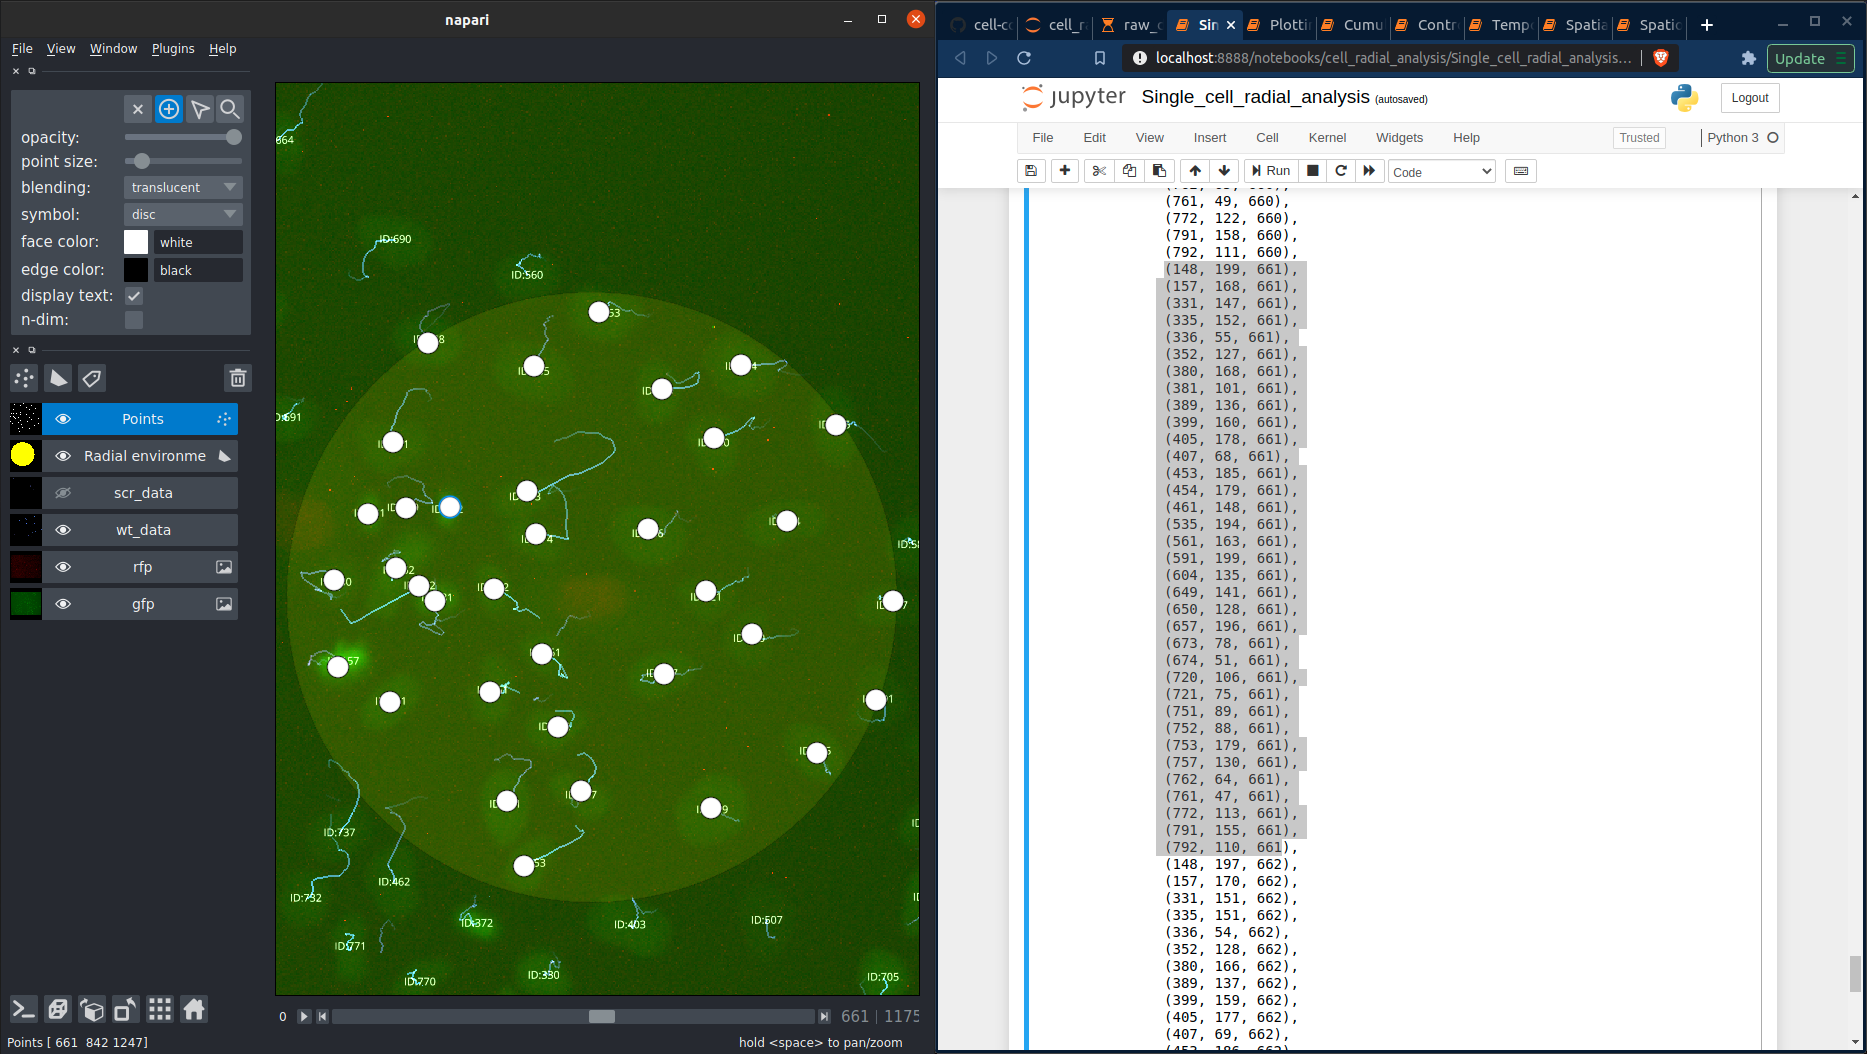 napari
File View Window Plugins Help
opacity:
point size:
blending: translucent
symbol: disc
face color: white
edge color: black
display text:
n-dim:
Points
Radial environme
scr_data
wt_data
rfp
gfp
664
ID:690
ID:560
ID:737
ID:732
ID:462
ID:372
ID:771
ID:770
ID:330
ID:403
ID:507
ID:705
0
661 | 1175
Points [ 661 842 1247]
hold <space> to pan/zoom
cell-c
cell_r
raw_c
Sin
Plotti
Cumu
Contr
Temp
Spatia
Spatio
localhost:8888/notebooks/cell_radial_analysis/Single_cell_radial_analysis...
Update
jupyter Single_cell_radial_analysis (autosaved)
Logout
File Edit View Insert Cell Kernel Widgets Help
Trusted
Python 3
Run
Code
(761, 49, 660),
(772, 122, 660),
(791, 158, 660),
(792, 111, 660),
(148, 199, 661),
(157, 168, 661),
(331, 147, 661),
(335, 152, 661),
(336, 55, 661),
(352, 127, 661),
(380, 168, 661),
(381, 101, 661),
(389, 136, 661),
(399, 160, 661),
(405, 178, 661),
(407, 68, 661),
(453, 185, 661),
(454, 179, 661),
(461, 148, 661),
(535, 194, 661),
(561, 163, 661),
(591, 199, 661),
(604, 135, 661),
(649, 141, 661),
(650, 128, 661),
(657, 196, 661),
(673, 78, 661),
(674, 51, 661),
(720, 106, 661),
(721, 75, 661),
(751, 89, 661),
(752, 88, 661),
(753, 179, 661),
(757, 130, 661),
(762, 64, 661),
(761, 47, 661),
(772, 113, 661),
(791, 155, 661),
(792, 110, 661),
(148, 197, 662),
(157, 170, 662),
(331, 151, 662),
(335, 151, 662),
(336, 54, 662),
(352, 128, 662),
(380, 166, 662),
(389, 137, 662),
(399, 159, 662),
(405, 177, 662),
(407, 69, 662),